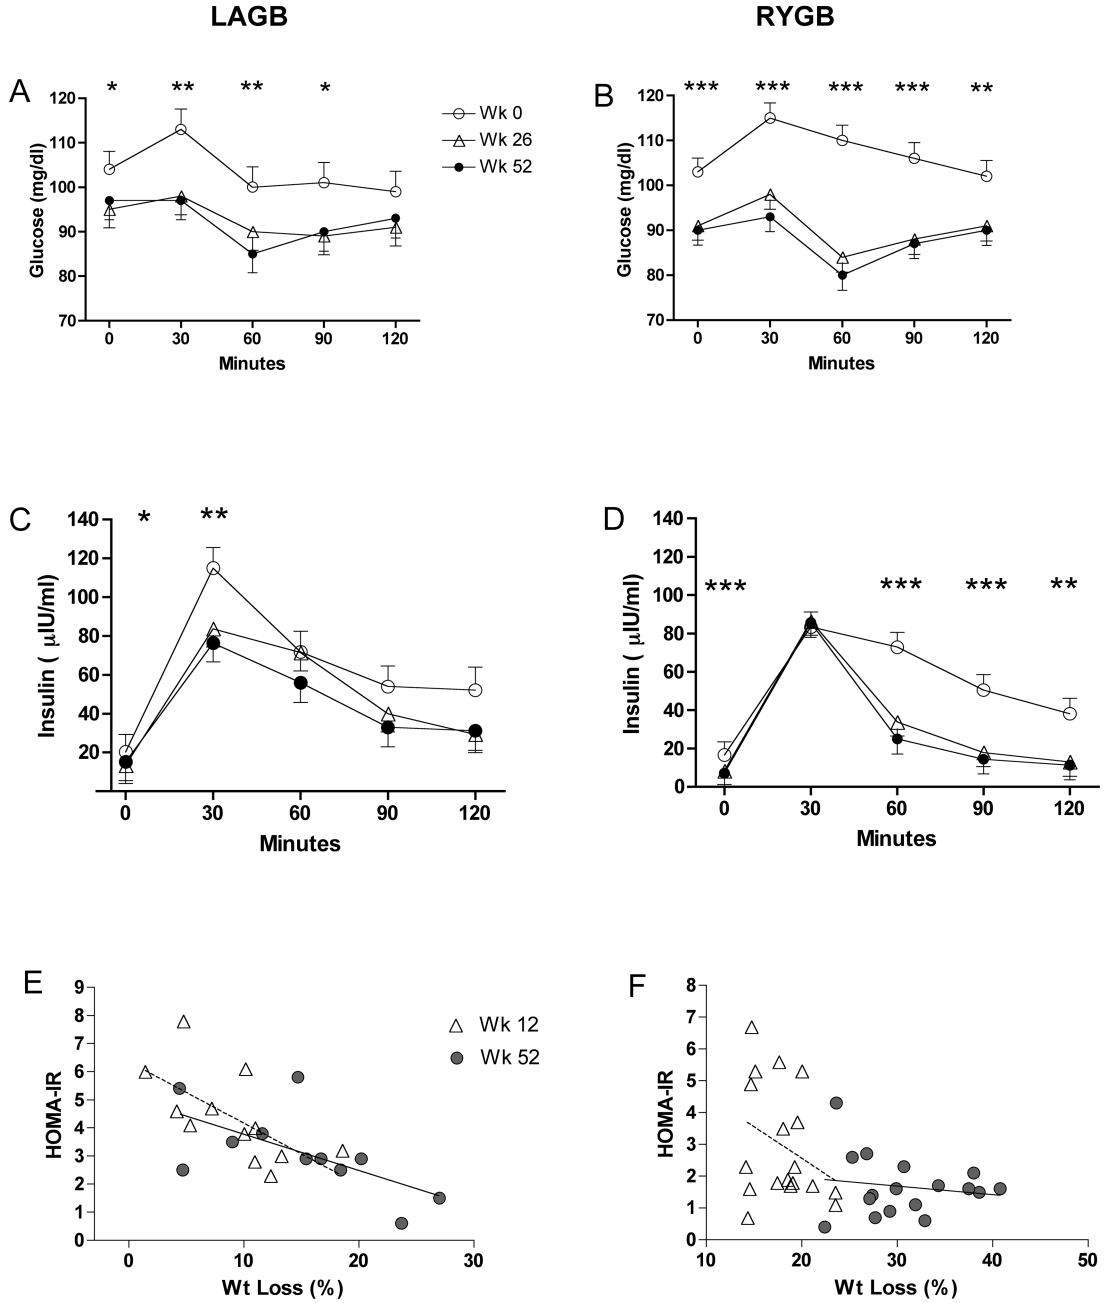 LAGB RYGB
A * ** ** *
120
110
100
90
80
70
Glucose (mg/dl)
0 30 60 90 120
Minutes
Wk 0
Wk 26
Wk 52
B *** *** *** *** **
120
110
100
90
80
70
Glucose (mg/dl)
0 30 60 90 120
Minutes
C * **
140
120
100
80
60
40
20
Insulin ( μIU/ml)
0 30 60 90 120
Minutes
D *** *** *** **
140
120
100
80
60
40
20
0
Insulin ( μIU/ml)
0 30 60 90 120
Minutes
E
9
8
7
6
5
4
3
2
1
0
HOMA-IR
0 10 20 30
Wt Loss (%)
Wk 12
Wk 52
F
8
7
6
5
4
3
2
1
0
HOMA-IR
10 20 30 40 50
Wt Loss (%)